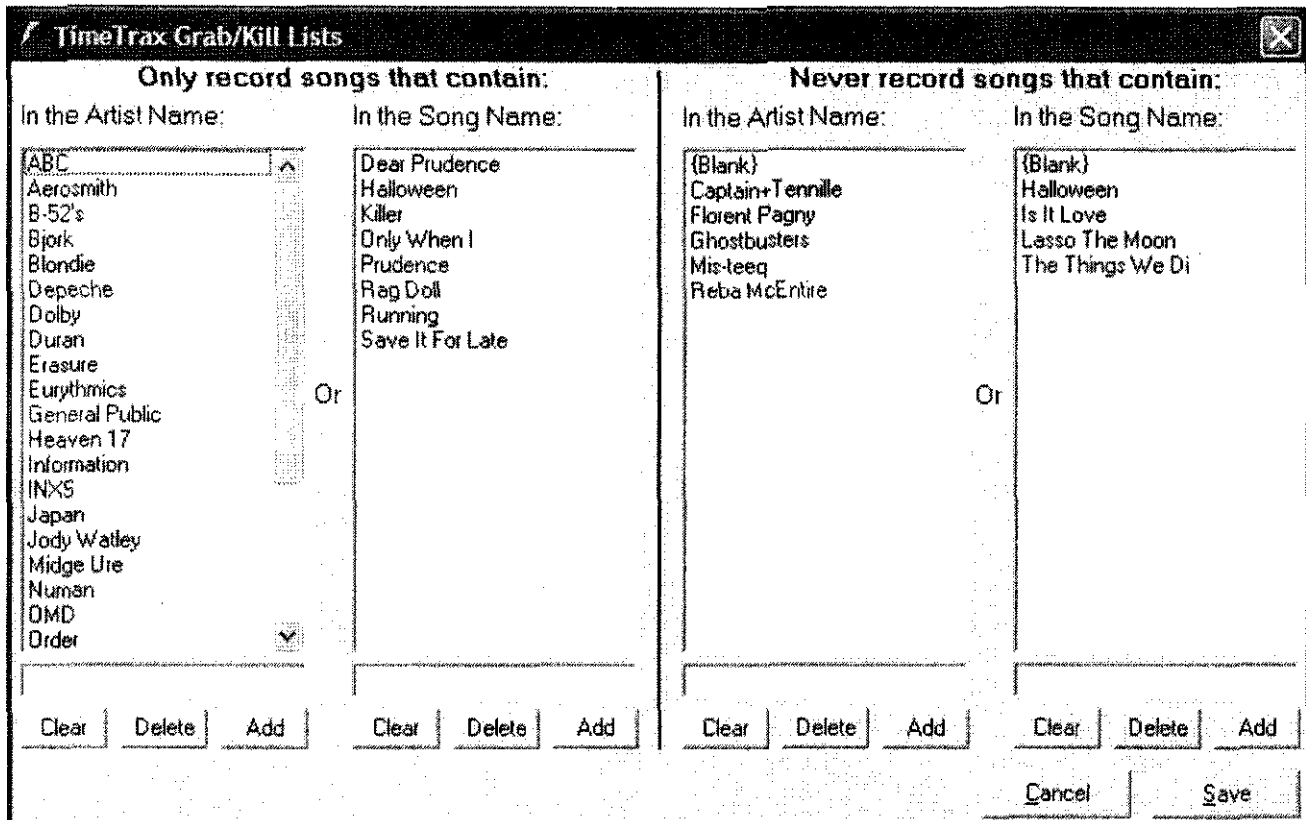 TimeTrax Grab/Kill Lists
Only record songs that contain:
In the Artist Name:
ABC
Aerosmith
B-52's
Bjork
Blondie
Depeche
Dolby
Duran
Erasure
Eurythmics
General Public
Heaven 17
Information
INXS
Japan
Jody Watley
Midge Ure
Numan
OMD
Order
Clear Delete Add
Or
In the Song Name:
Dear Prudence
Halloween
Killer
Only When I
Prudence
Rag Doll
Running
Save It For Late
Clear Delete Add
Never record songs that contain:
In the Artist Name:
{Blank}
Captain+Tennille
Florent Pagny
Ghostbusters
Mis-teeq
Reba McEntire
Clear Delete Add
Or
In the Song Name:
{Blank}
Halloween
Is It Love
Lasso The Moon
The Things We Di
Clear Delete Add
Cancel Save